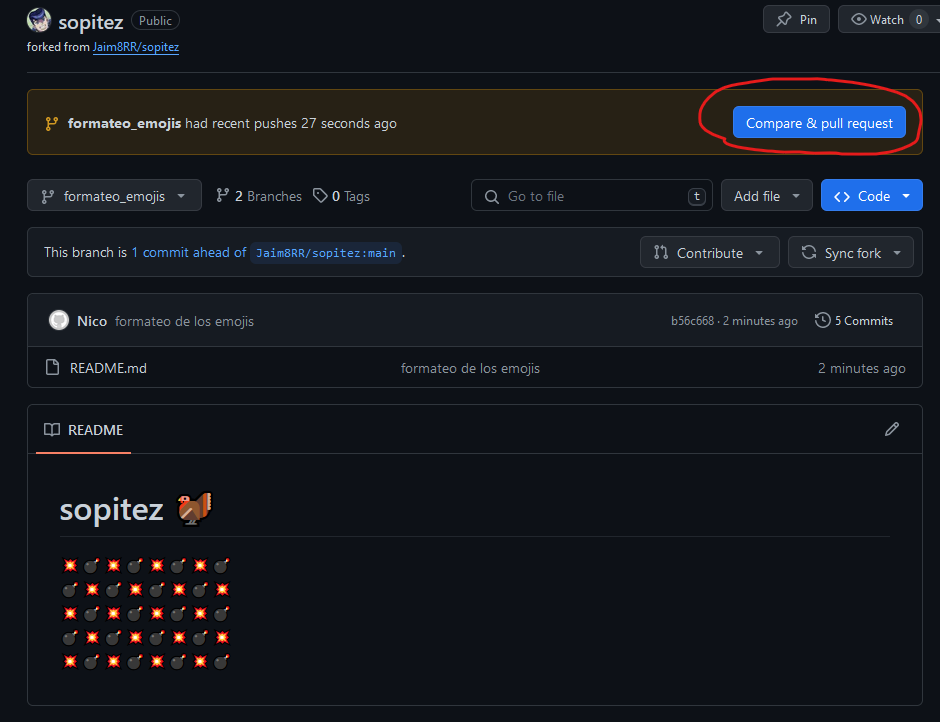 sopitez Public Pin Watch 0
forked from Jaim8RR/sopitez
formateo_emojis had recent pushes 27 seconds ago Compare & pull request
formateo_emojis 2 Branches 0 Tags Go to file t Add file Code
This branch is 1 commit ahead of Jaim8RR/sopitez:main . Contribute Sync fork
Nico formateo de los emojis b56c668 · 2 minutes ago 5 Commits
README.md formateo de los emojis 2 minutes ago
README
sopitez 🦃
💥 💣 💥 💣 💥 💣 💥 💣
💣 💥 💣 💥 💣 💥 💣 💥
💥 💣 💥 💣 💥 💣 💥 💣
💣 💥 💣 💥 💣 💥 💣 💥
💥 💣 💥 💣 💥 💣 💥 💣